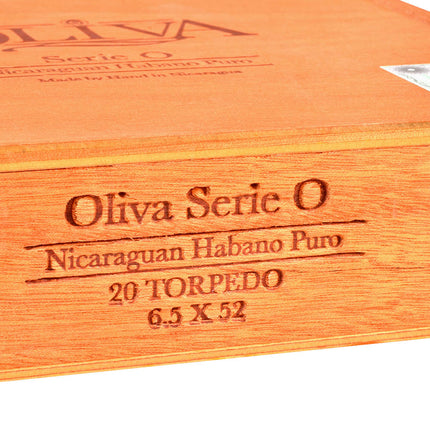 OLIVA
Serie O
Nicaraguan Habano Puro
Made by Hand in Nicaragua
Oliva Serie O
Nicaraguan Habano Puro
20 TORPEDO
6.5 X 52